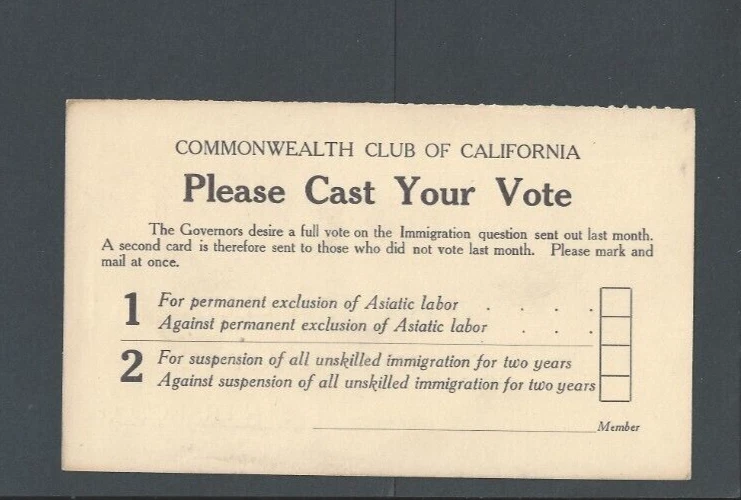 COMMONWEALTH CLUB OF CALIFORNIA
Please Cast Your Vote
The Governors desire a full vote on the Immigration question sent out last month.
A second card is therefore sent to those who did not vote last month. Please mark and
mail at once.
1 For permanent exclusion of Asiatic labor . . . .
Against permanent exclusion of Asiatic labor . . .
2 For suspension of all unskilled immigration for two years
Against suspension of all unskilled immigration for two years
Member